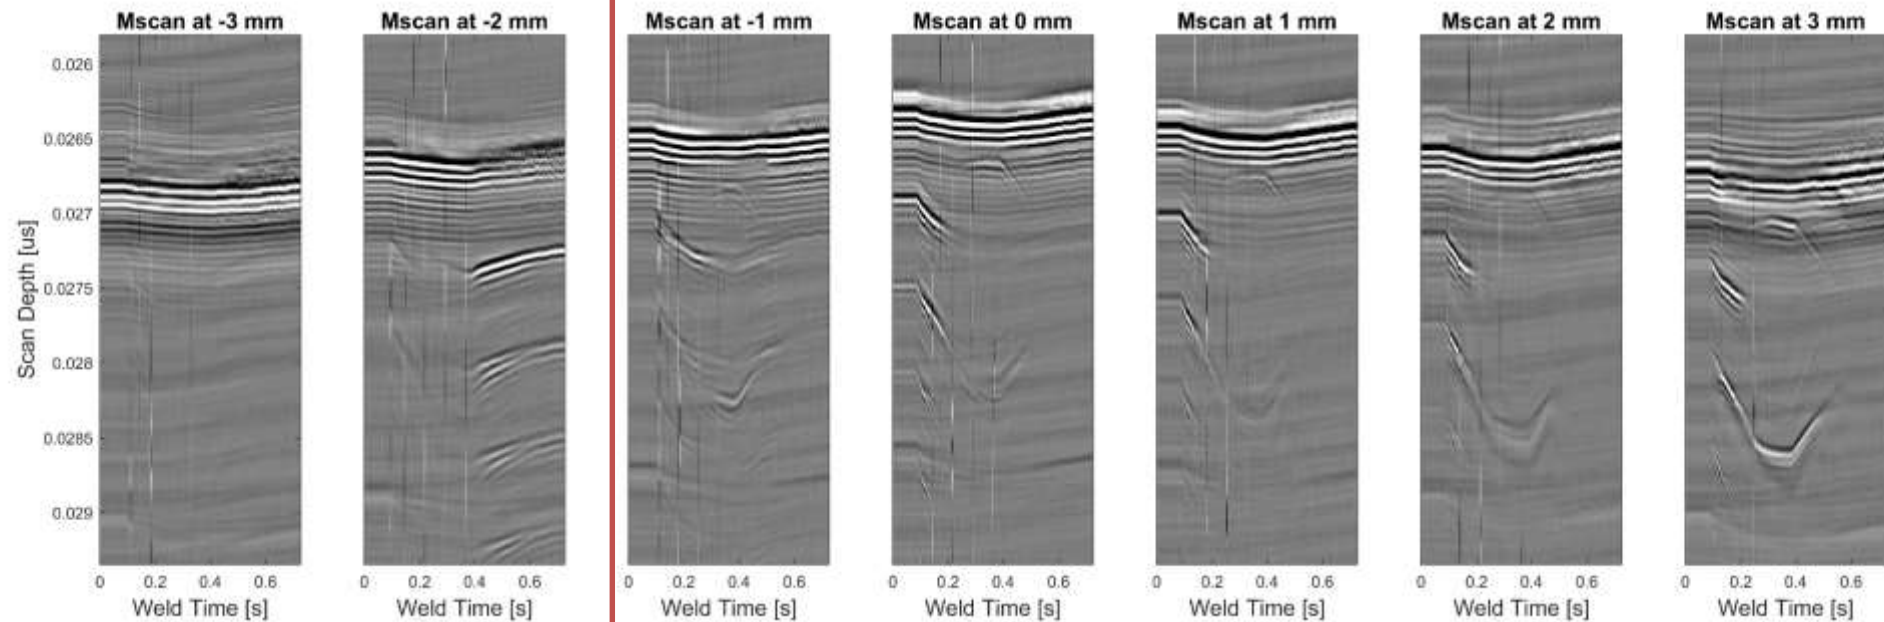 Mscan at -3 mm
Mscan at -2 mm
Mscan at -1 mm
Mscan at 0 mm
Mscan at 1 mm
Mscan at 2 mm
Mscan at 3 mm
Scan Depth [us]
0.026
0.0265
0.027
0.0275
0.028
0.0285
0.029
0 0.2 0.4 0.6
0 0.2 0.4 0.6
0 0.2 0.4 0.6
0 0.2 0.4 0.6
0 0.2 0.4 0.6
0 0.2 0.4 0.6
0 0.2 0.4 0.6
Weld Time [s]
Weld Time [s]
Weld Time [s]
Weld Time [s]
Weld Time [s]
Weld Time [s]
Weld Time [s]